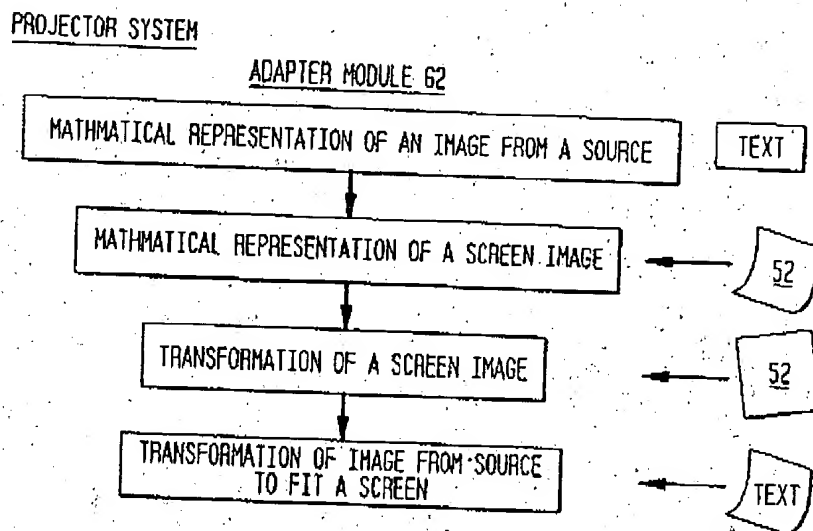 PROJECTOR SYSTEM
ADAPTER MODULE 62
MATHMATICAL REPRESENTATION OF AN IMAGE FROM A SOURCE
TEXT
MATHMATICAL REPRESENTATION OF A SCREEN IMAGE
52
TRANSFORMATION OF A SCREEN IMAGE
52
TRANSFORMATION OF IMAGE FROM SOURCE
TO FIT A SCREEN
TEXT